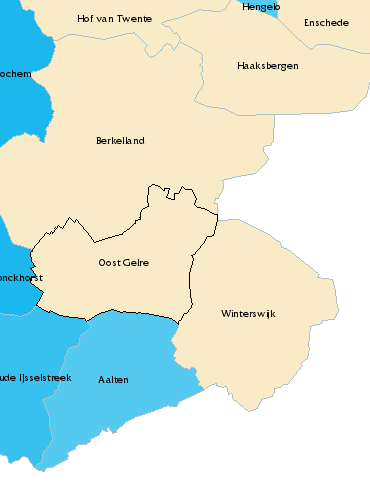 Hengelo
Hof van Twente
Enschede
Haaksbergen
ochem
Berkelland
Oost Gelre
onckhorst
Winterswijk
ude IJsselstreek
Aalten